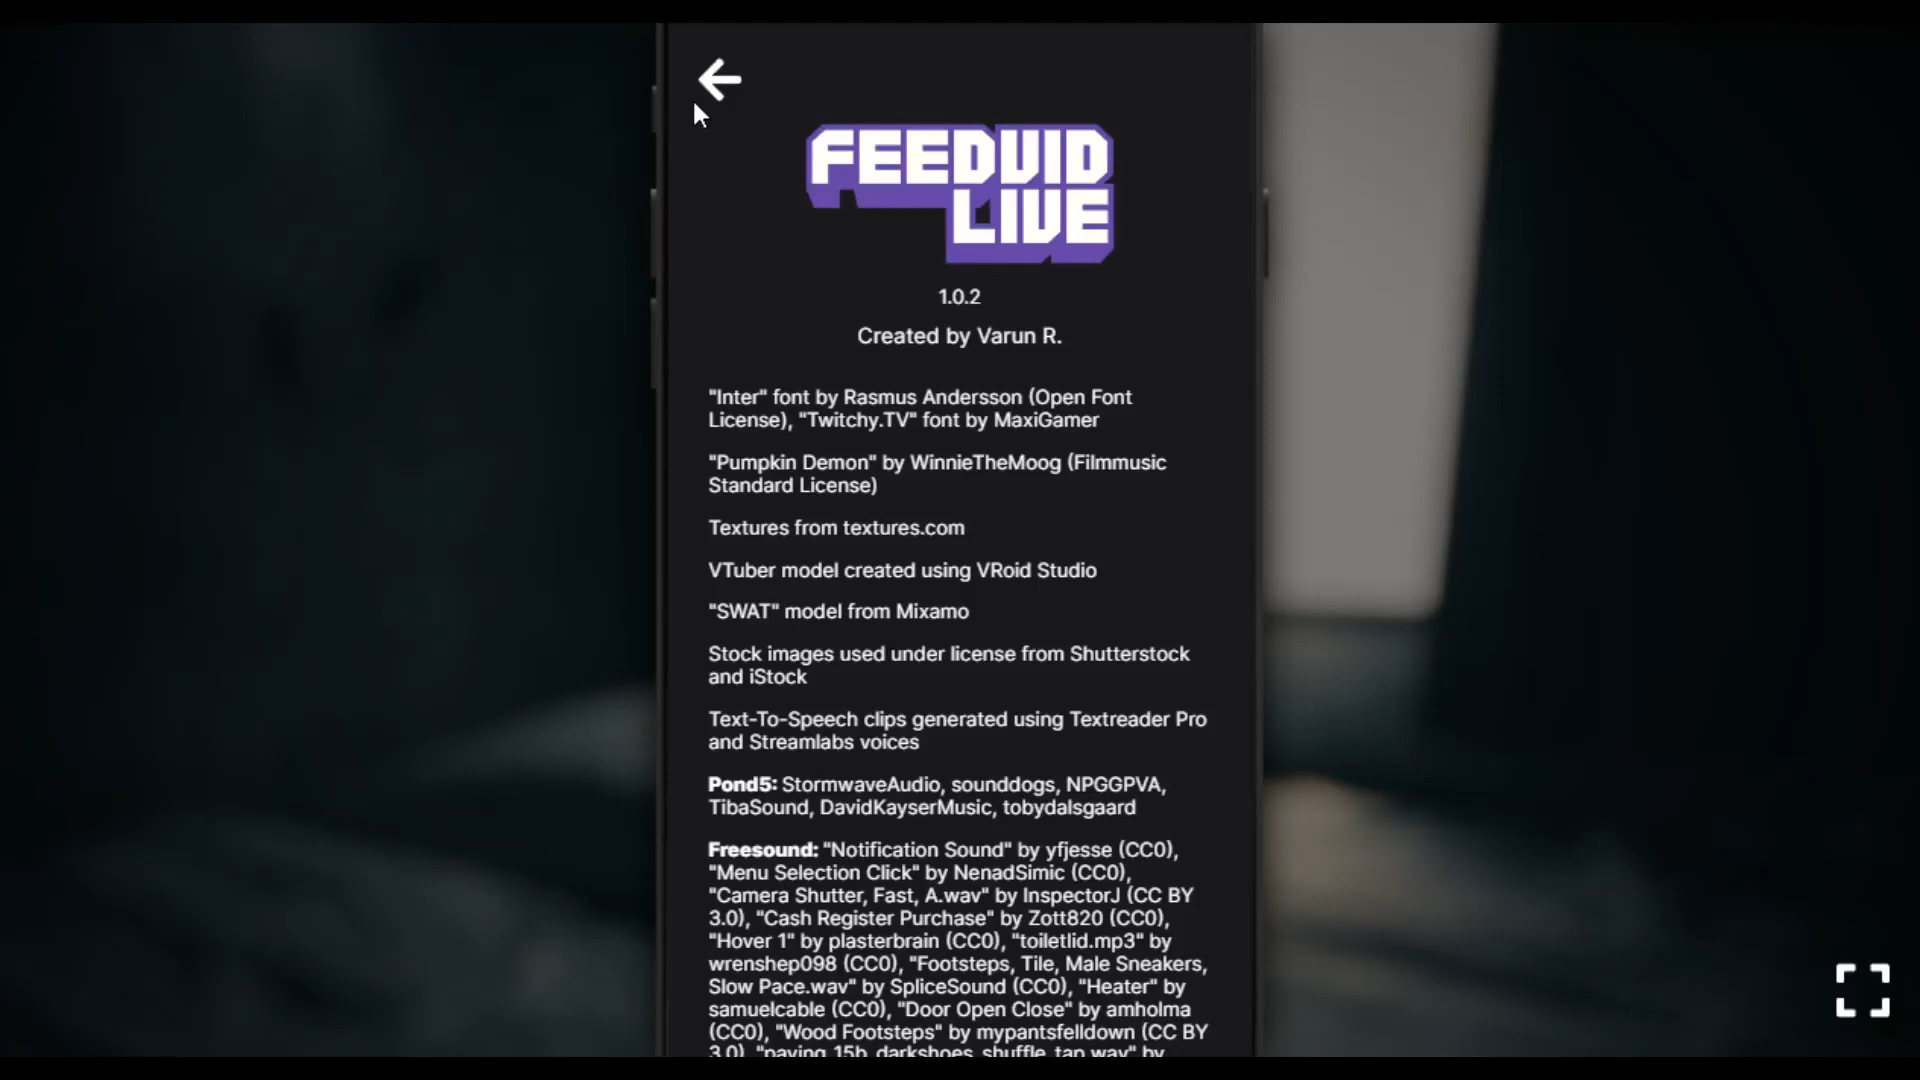 FEEDVID
LIVE
1.0.2
Created by Varun R.
"Inter" font by Rasmus Andersson (Open Font
License), "Twitchy.TV" font by MaxiGamer
"Pumpkin Demon" by WinnieTheMoog (Filmmusic
Standard License)
Textures from textures.com
VTuber model created using VRoid Studio
"SWAT" model from Mixamo
Stock images used under license from Shutterstock
and iStock
Text-To-Speech clips generated using Textreader Pro
and Streamlabs voices
Pond5: StormwaveAudio, sounddogs, NPGGPVA,
TibaSound, DavidKayserMusic, tobydalsgaard
Freesound: "Notification Sound" by yfjesse (CC0),
"Menu Selection Click" by NenadSimic (CC0),
"Camera Shutter, Fast, A.wav" by InspectorJ (CC BY
3.0), "Cash Register Purchase" by Zott820 (CC0),
"Hover 1" by plasterbrain (CC0), "toiletlid.mp3" by
wrenshep098 (CC0), "Footsteps, Tile, Male Sneakers,
Slow Pace.wav" by SpliceSound (CC0), "Heater" by
samuelcable (CC0), "Door Open Close" by amholma
(CC0), "Wood Footsteps" by mypantsfelldown (CC BY
3.0), "paving_15b_darkshoes_shuffle_tap.wav" by